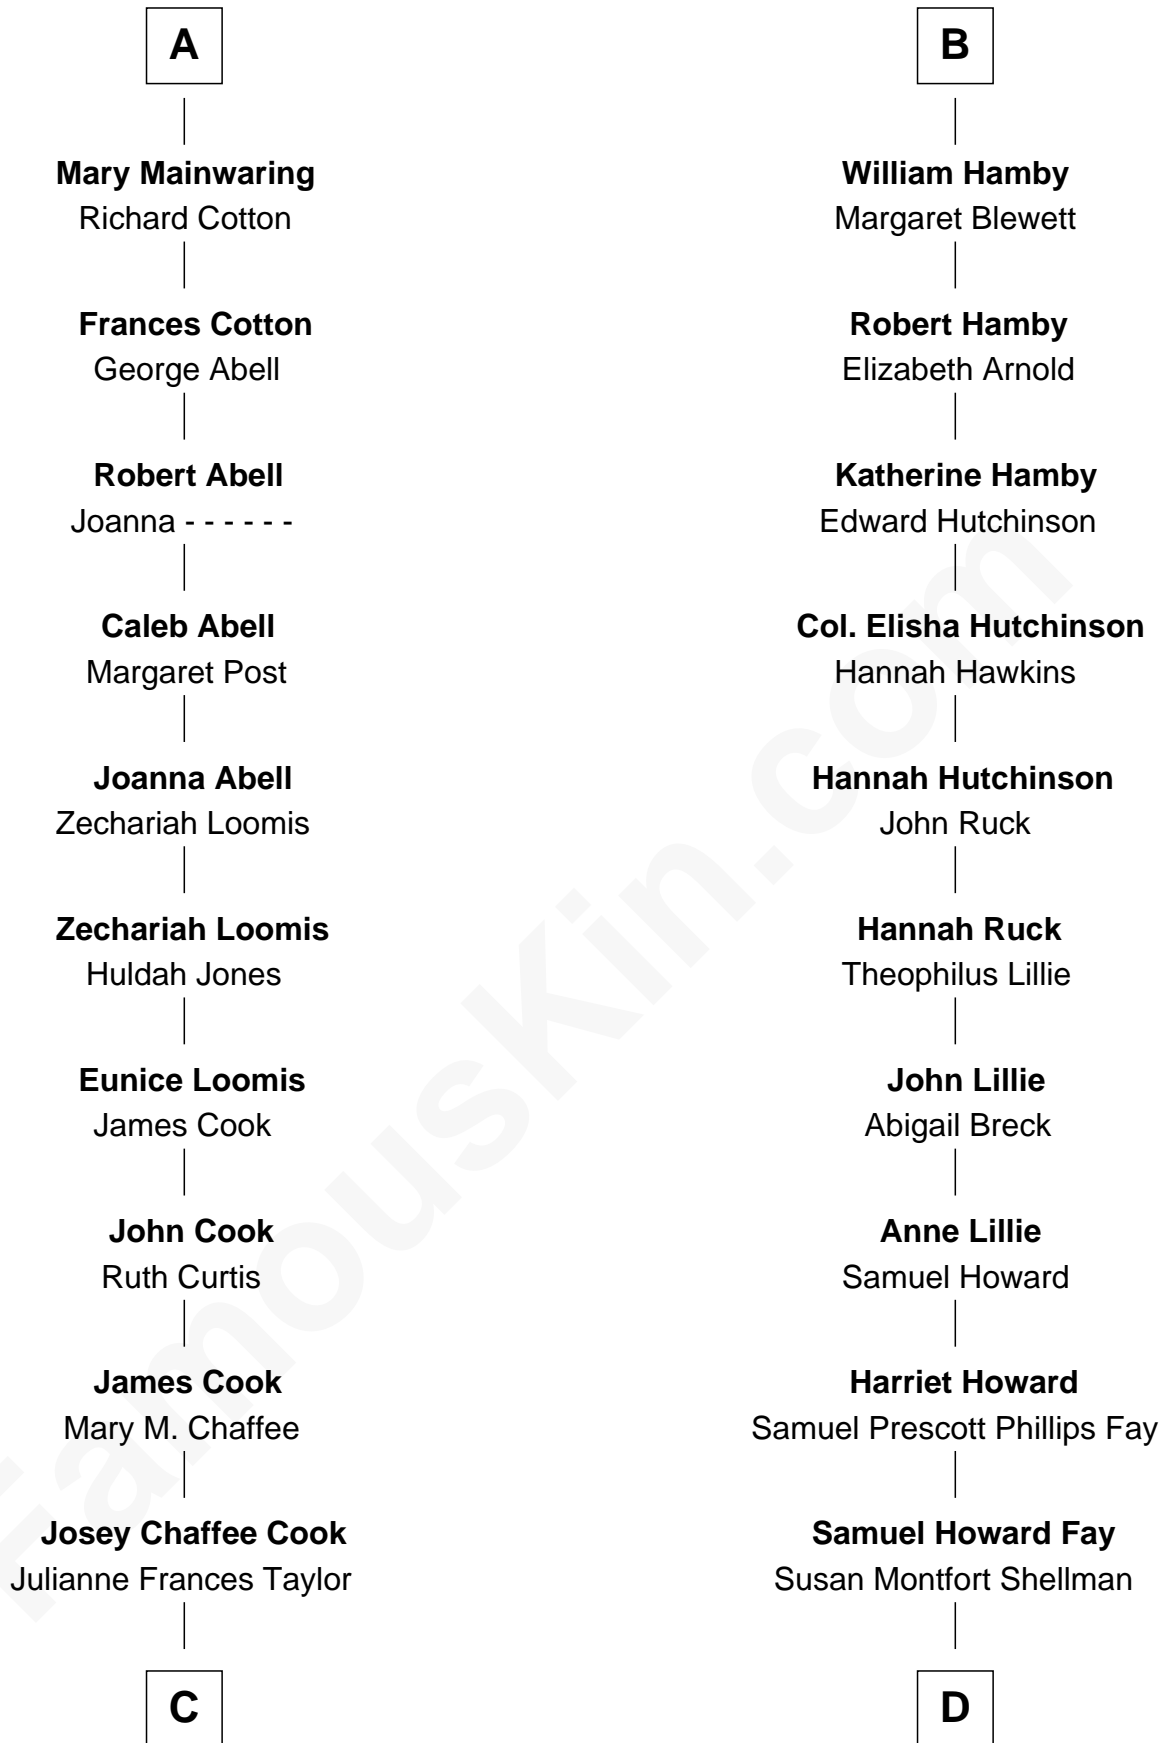 A
Mary Mainwaring
Richard Cotton
Frances Cotton
George Abell
Robert Abell
Joanna - - - - - -
Caleb Abell
Margaret Post
Joanna Abell
Zechariah Loomis
Zechariah Loomis
Huldah Jones
Eunice Loomis
James Cook
John Cook
Ruth Curtis
James Cook
Mary M. Chaffee
Josey Chaffee Cook
Julianne Frances Taylor
C
B
William Hamby
Margaret Blewett
Robert Hamby
Elizabeth Arnold
Katherine Hamby
Edward Hutchinson
Col. Elisha Hutchinson
Hannah Hawkins
Hannah Hutchinson
John Ruck
Hannah Ruck
Theophilus Lillie
John Lillie
Abigail Breck
Anne Lillie
Samuel Howard
Harriet Howard
Samuel Prescott Phillips Fay
Samuel Howard Fay
Susan Montfort Shellman
D
FamousKin.com